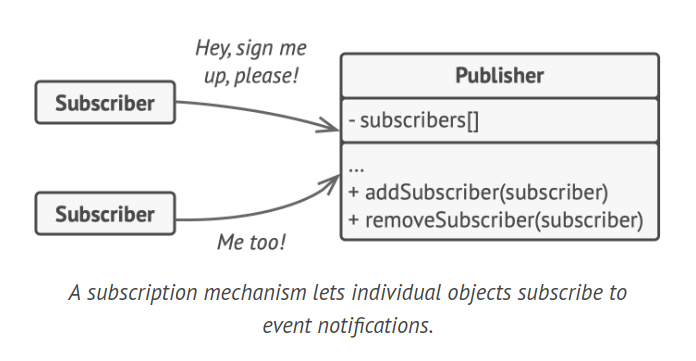 Hey, sign me
up, please!
Subscriber
Publisher
- subscribers[]
...
+ addSubscriber(subscriber)
+ removeSubscriber(subscriber)
Subscriber
Me too!
A subscription mechanism lets individual objects subscribe to
event notifications.